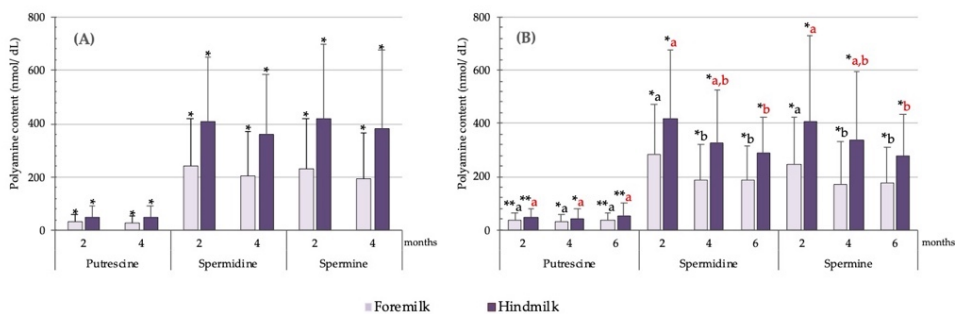 (A)
Polyamine content (nmol/ dL)
800
600
400
200
0
* * * * * * * * * * * *
2 4 2 4 2 4 months
Putrescine Spermidine Spermine
(B)
Polyamine content (nmol/ dL)
800
600
400
200
0
**a **a *a *a **a **a *a *a *b *a,b *b *b *a *a *b *a,b *b *b
2 4 6 2 4 6 2 4 6 months
Putrescine Spermidine Spermine
Foremilk Hindmilk